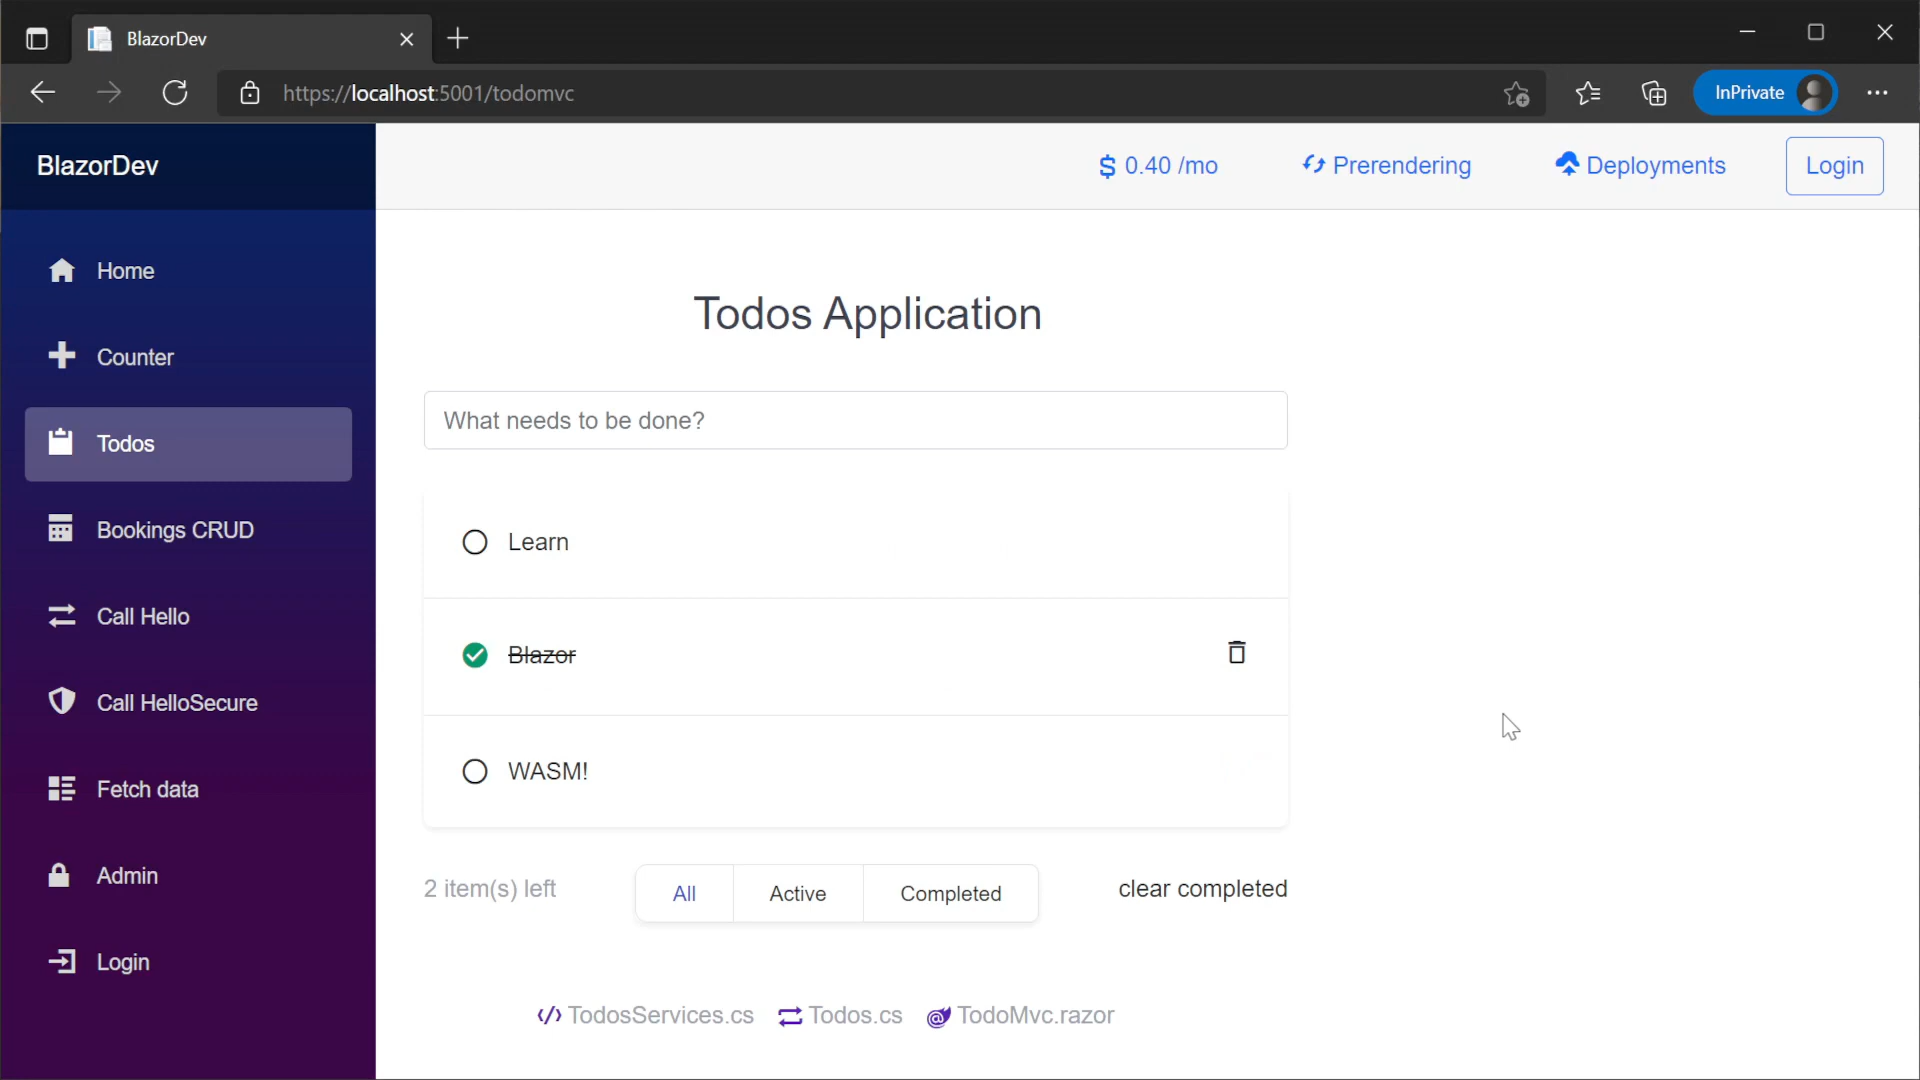 BlazorDev
https://localhost:5001/todomvc
InPrivate
BlazorDev
$ 0.40 /mo
Prerendering
Deployments
Login
Home
Counter
Todos
Bookings CRUD
Call Hello
Call HelloSecure
Fetch data
Admin
Login
Todos Application
What needs to be done?
Learn
Blazor
WASM!
2 item(s) left
All
Active
Completed
clear completed
</> TodosServices.cs
Todos.cs
@ TodoMvc.razor